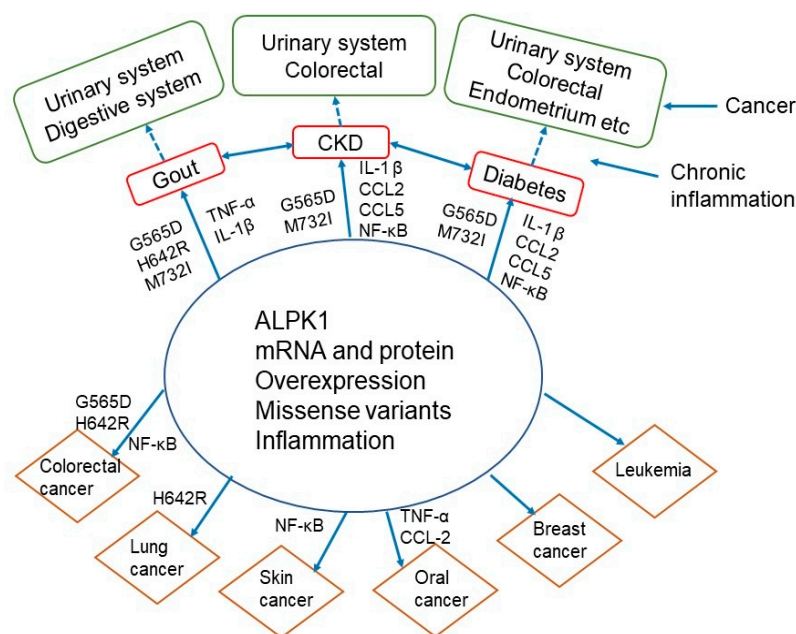 Urinary system
Digestive system
Urinary system
Colorectal
Urinary system
Colorectal
Endometrium etc
Cancer
Chronic
inflammation
Gout
CKD
Diabetes
G565D
H642R
M732I
TNF-α
IL-1β
G565D
M732I
IL-1β
CCL2
CCL5
NF-κB
G565D
M732I
IL-1β
CCL2
CCL5
NF-κB
ALPK1
mRNA and protein
Overexpression
Missense variants
Inflammation
G565D
H642R
NF-κB
Colorectal
cancer
H642R
Lung
cancer
NF-κB
Skin
cancer
TNF-α
CCL-2
Oral
cancer
Breast
cancer
Leukemia